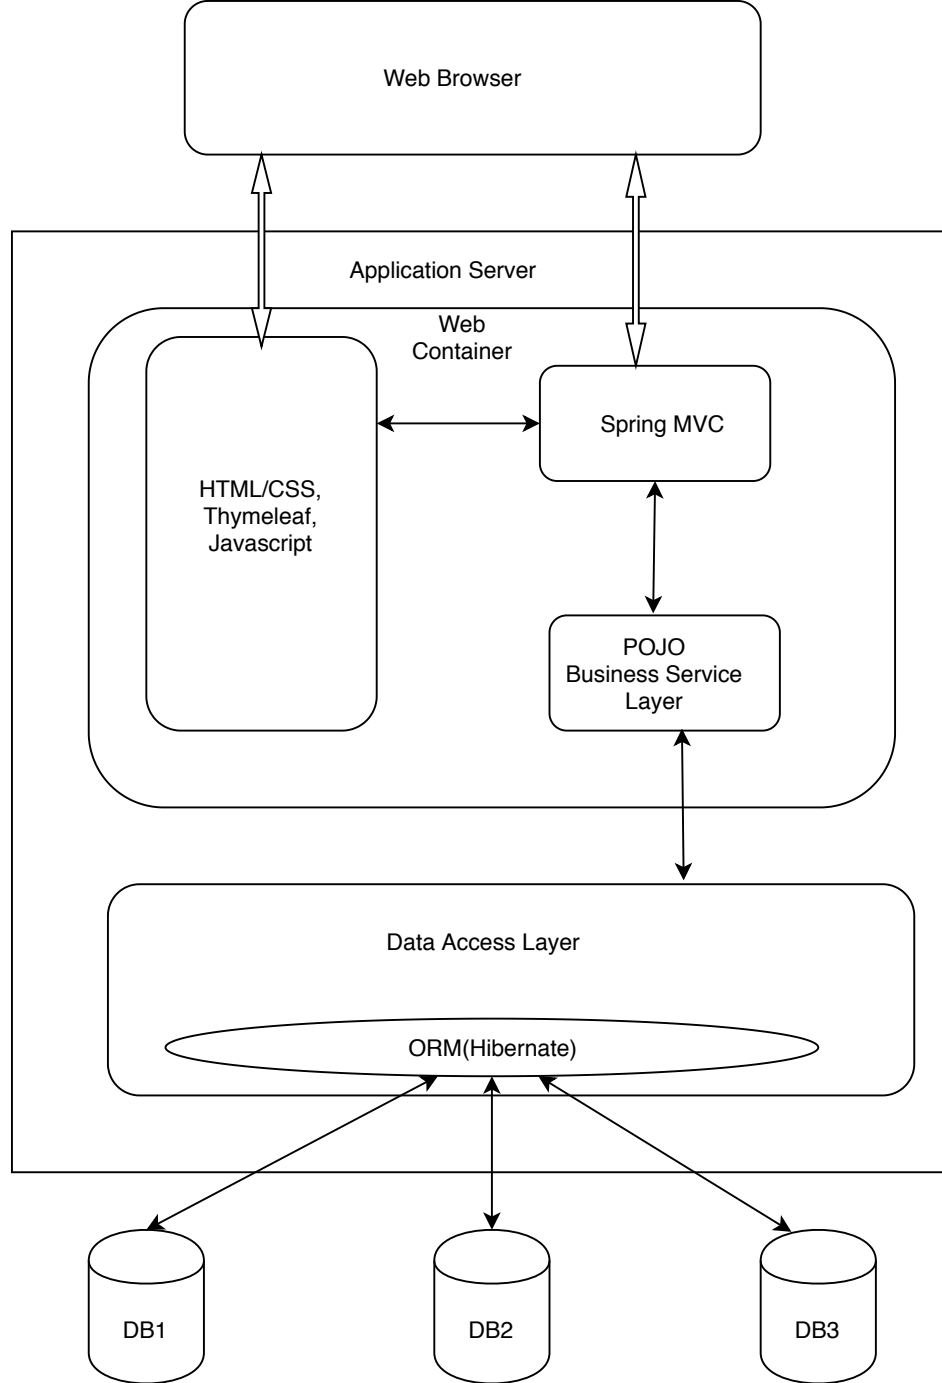 Web Browser
Application Server
Web
Container
Spring MVC
HTML/CSS,
Thymeleaf,
Javascript
POJO
Business Service
Layer
Data Access Layer
ORM(Hibernate)
DB1
DB2
DB3